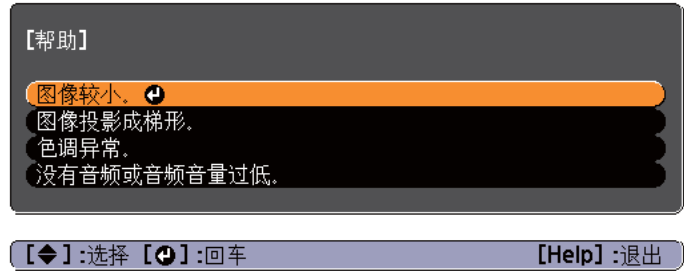 [帮助]
图像较小。
图像投影成梯形。
色调异常。
没有音频或音频音量过低。
[◆]:选择 [⏎]:回车 [Help]:退出